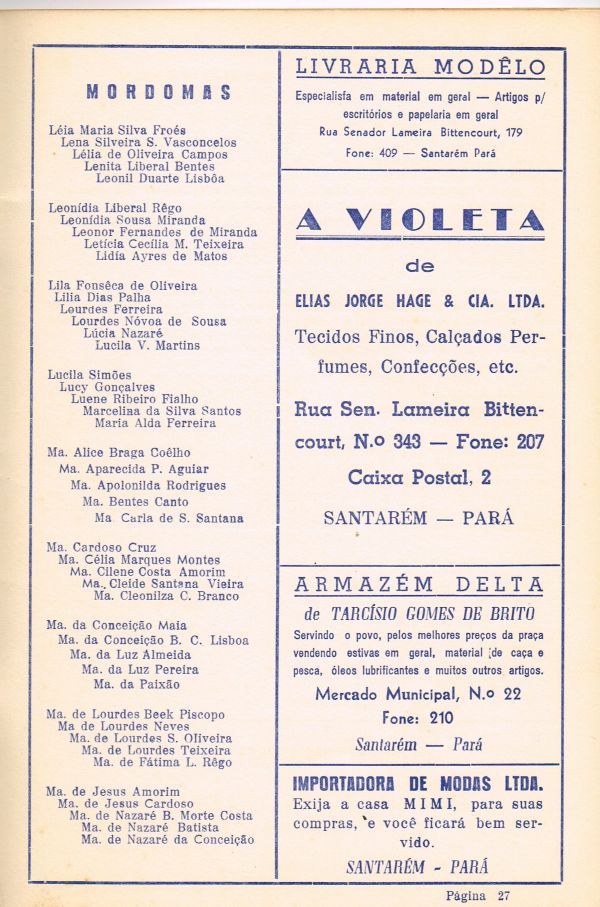 MORDOMAS
Léia Maria Silva Froés
Lena Silveira S. Vasconcelos
Lélia de Oliveira Campos
Lenita Liberal Bentes
Leonil Duarte Lisbôa
Leonídia Liberal Rêgo
Leonídia Sousa Miranda
Leonor Fernandes de Miranda
Letícia Cecília M. Teixeira
Lidía Ayres de Matos
Lila Fonsêca de Oliveira
Lilia Dias Palha
Lourdes Ferreira
Lourdes Nóvoa de Sousa
Lúcia Nazaré
Lucila V. Martins
Lucila Simões
Lucy Gonçalves
Luene Ribeiro Fialho
Marcelina da Silva Santos
Maria Alda Ferreira
Ma. Alice Braga Coêlho
Ma. Aparecida P. Aguiar
Ma. Apolonilda Rodrigues
Ma. Bentes Canto
Ma. Carla de S. Santana
Ma. Cardoso Cruz
Ma. Célia Marques Montes
Ma. Cilene Costa Amorim
Ma. Cleide Santana Vieira
Ma. Cleonilza C. Branco
Ma. da Conceição Maia
Ma. da Conceição B. C. Lisboa
Ma. da Luz Almeida
Ma. da Luz Pereira
Ma. da Paixão
Ma. de Lourdes Beek Piscopo
Ma de Lourdes Neves
Ma. de Lourdes S. Oliveira
Ma. de Lourdes Teixeira
Ma. de Fátima L. Rêgo
Ma. de Jesus Amorim
Ma. de Jesus Cardoso
Ma. de Nazaré B. Morte Costa
Ma. de Nazaré Batista
Ma. de Nazaré da Conceição
LIVRARIA MODÊLO
Especialisfa em material em geral — Artigos p/
escritórios e papelaria em geral
Rua Senador Lameira Bittencourt, 179
Fone: 409 — Santarém Pará
A VIOLETA
de
ELIAS JORGE HAGE & CIA. LTDA.
Tecidos Finos, Calçados Per-
fumes, Confecções, etc.
Rua Sen. Lameira Bitten-
court, N.o 343 — Fone: 207
Caixa Postal, 2
SANTARÉM — PARÁ
ARMAZÉM DELTA
de TARCÍSIO GOMES DE BRITO
Servindo o povo, pelos melhores preços da praça
vendendo estivas em geral, material de caça e
pesca, óleos lubrificantes e muitos outros artigos.
Mercado Municipal, N.o 22
Fone: 210
Santarém — Pará
IMPORTADORA DE MODAS LTDA.
Exija a casa MIMI, para suas
compras, e você ficará bem ser-
vido.
SANTARÉM - PARÁ
Página 27